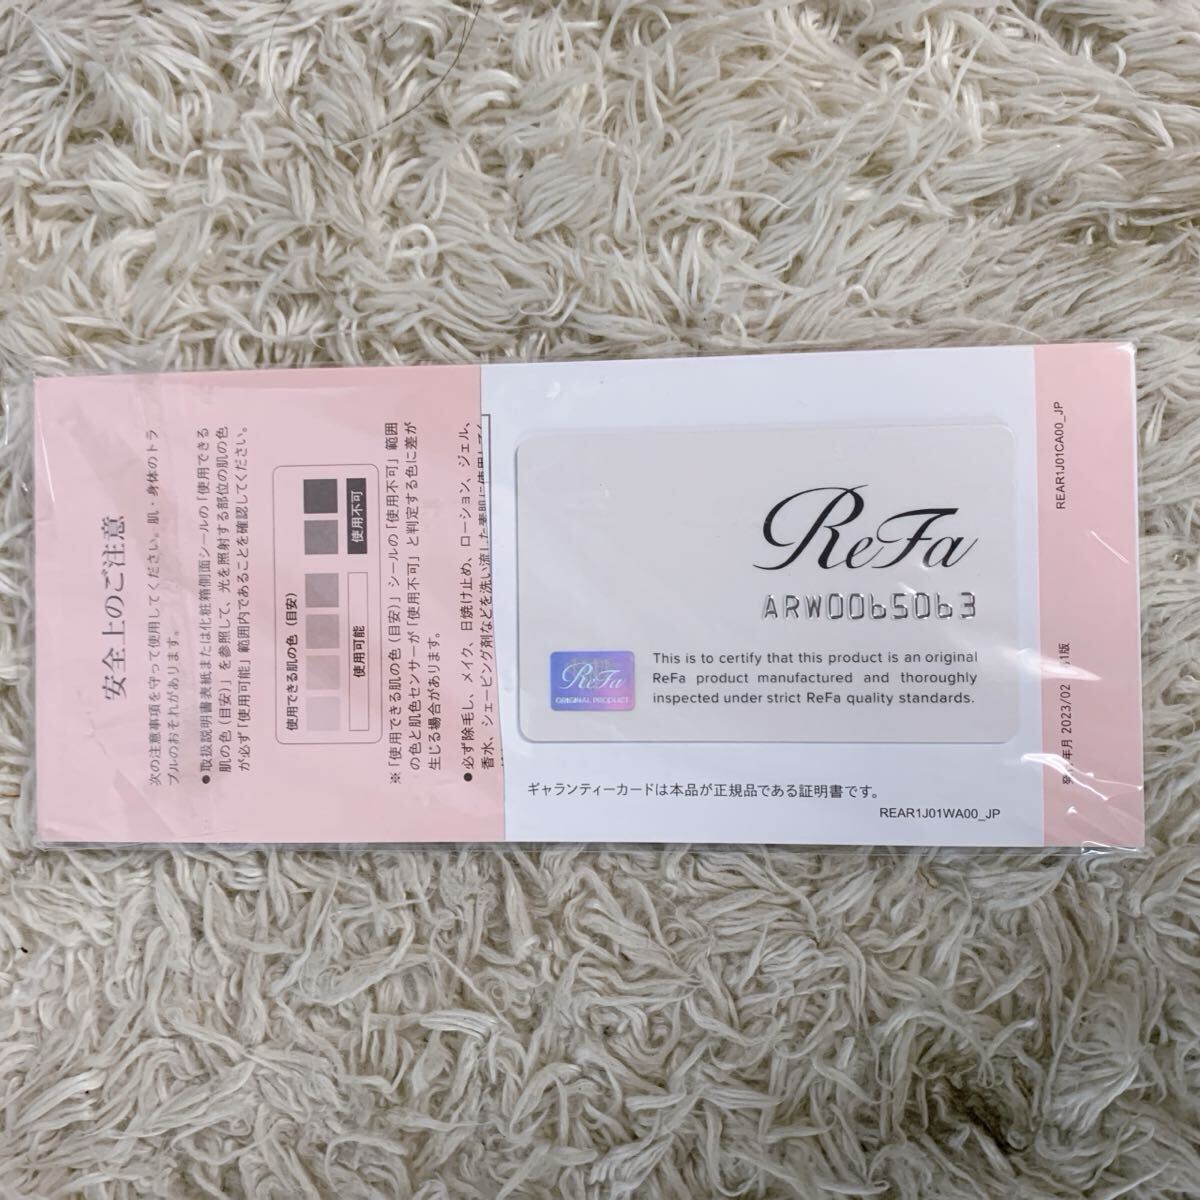 安全上のご注意
次の注意事項を守って使用してください。肌・身体のトラ
ブルのおそれがあります。
●取扱説明書表紙または化粧箱側面シールの「使用できる
肌の色(目安)」を参照して、光を照射する部位の肌の色
が必ず「使用可能」範囲内であることを確認してください。
使用できる肌の色(目安)
使用可能
使用不可
※「使用できる肌の色(目安)」シールの「使用不可」範囲
の色と肌色センサーが「使用不可」と判定する色に差が
生じる場合があります。
●必ず除毛し、メイク、日焼け止め、ローション、ジェル、
香水、シェービング剤などを洗い流した素肌に使用してく
ReFa
ARW0065063
ReFa
ORIGINAL PRODUCT
This is to certify that this product is an original
ReFa product manufactured and thoroughly
inspected under strict ReFa quality standards.
ギャランティーカードは本品が正規品である証明書です。
REAR1J01WA00_JP
REAR1J01CA00_JP
年月 2023/02 1版